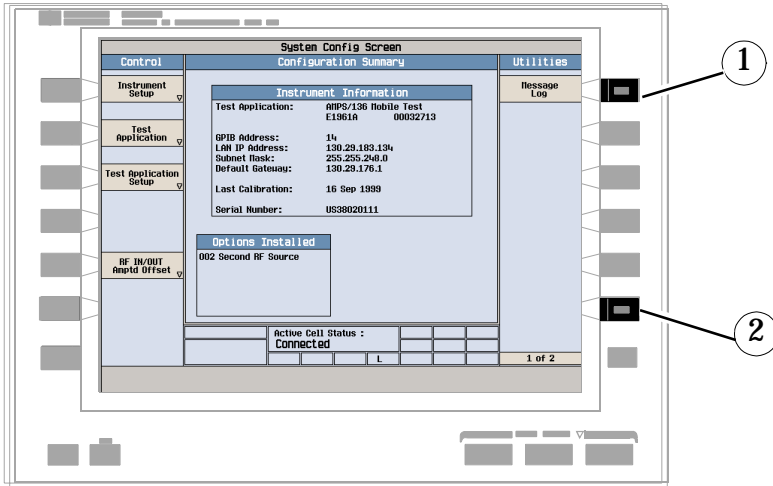 System Config Screen
Control
Configuration Summary
Utilities
Instrument
Setup
Test
Application
Test Application
Setup
RF IN/OUT
Amptd Offset
Instrument Information
Test Application: AMPS/136 Mobile Test
E1961A 00032713
GPIB Address: 14
LAN IP Address: 130.29.183.134
Subnet Mask: 255.255.248.0
Default Gateway: 130.29.176.1
Last Calibration: 16 Sep 1999
Serial Number: US38020111
Options Installed
002 Second RF Source
Active Cell Status :
Connected
L
Message
Log
1 of 2
1
2